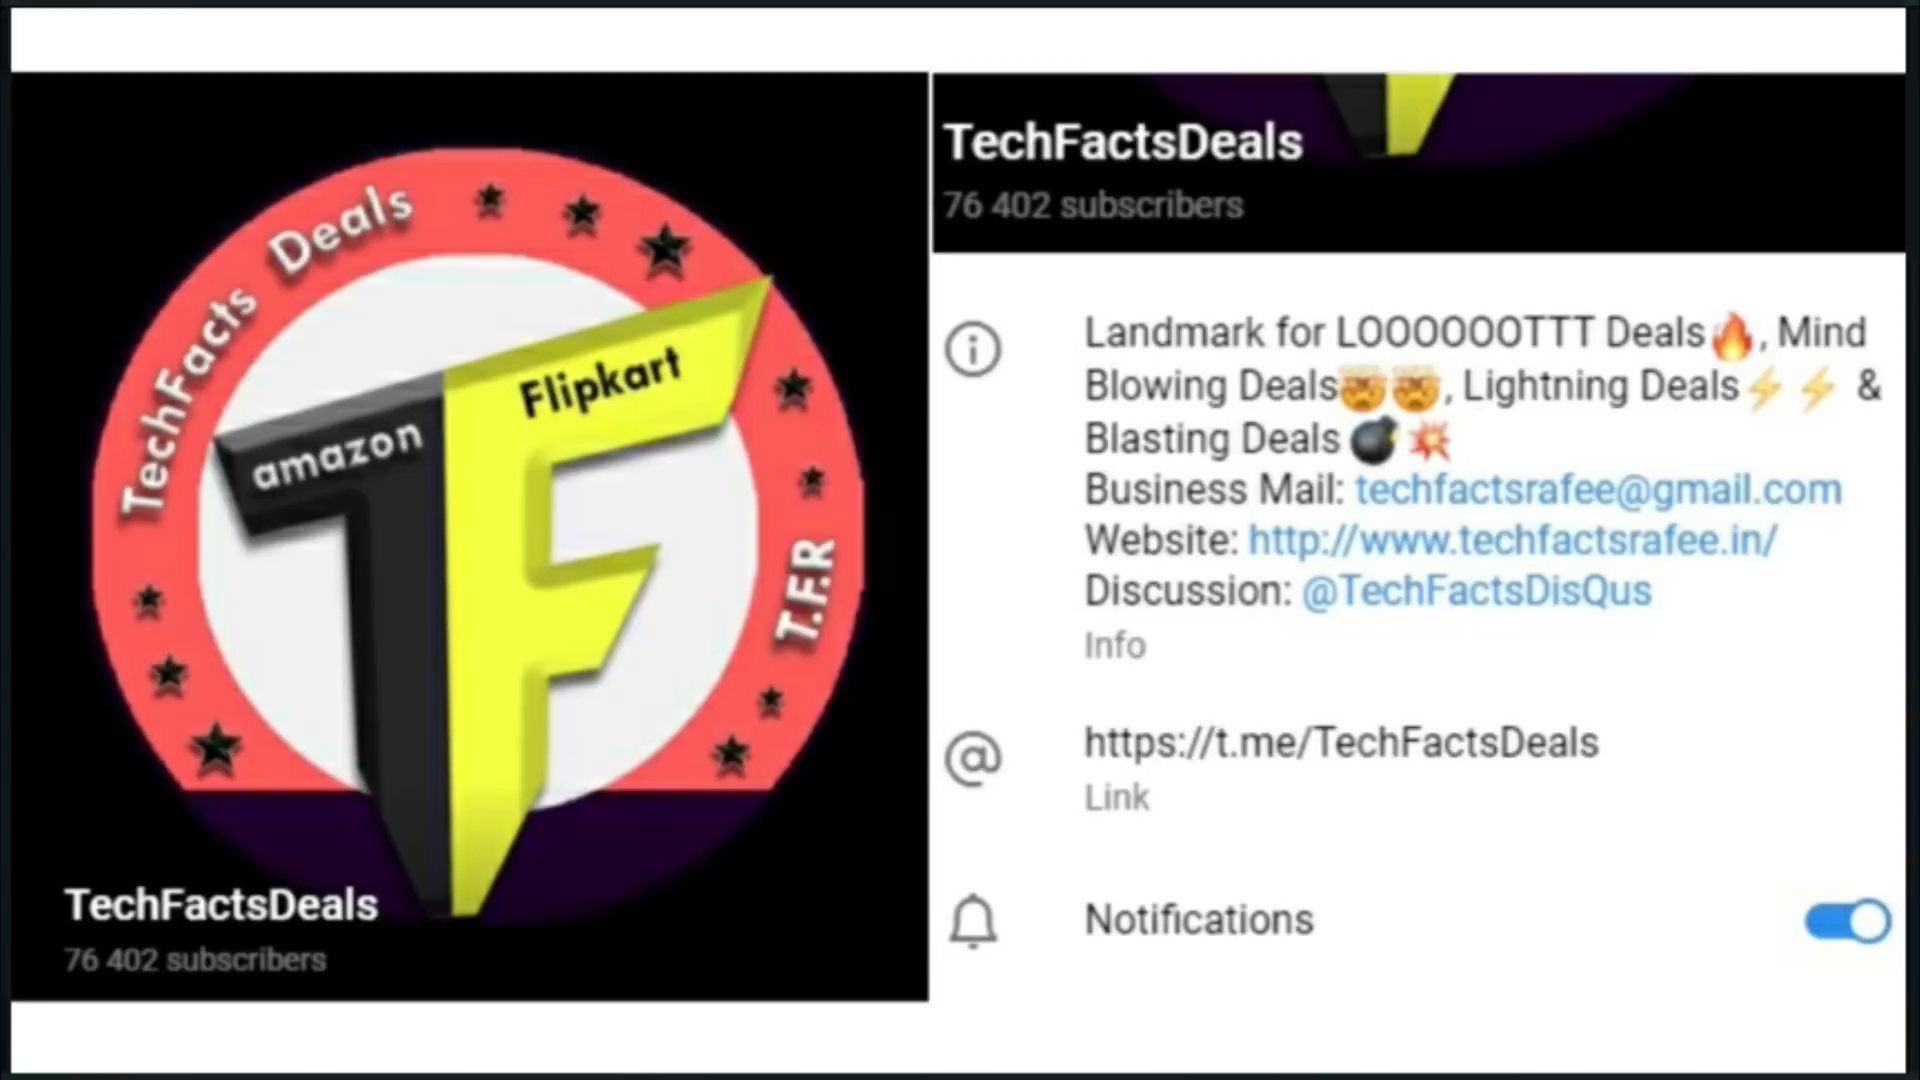 TechFacts Deals
amazon
Flipkart
T.F.R
TechFactsDeals
76 402 subscribers
TechFactsDeals
76 402 subscribers
Landmark for LOOOOOOTTT Deals🔥, Mind
Blowing Deals🤯🤯, Lightning Deals⚡⚡ &
Blasting Deals 💣💥
Business Mail: techfactsrafee@gmail.com
Website: http://www.techfactsrafee.in/
Discussion: @TechFactsDisQus
Info
https://t.me/TechFactsDeals
Link
Notifications